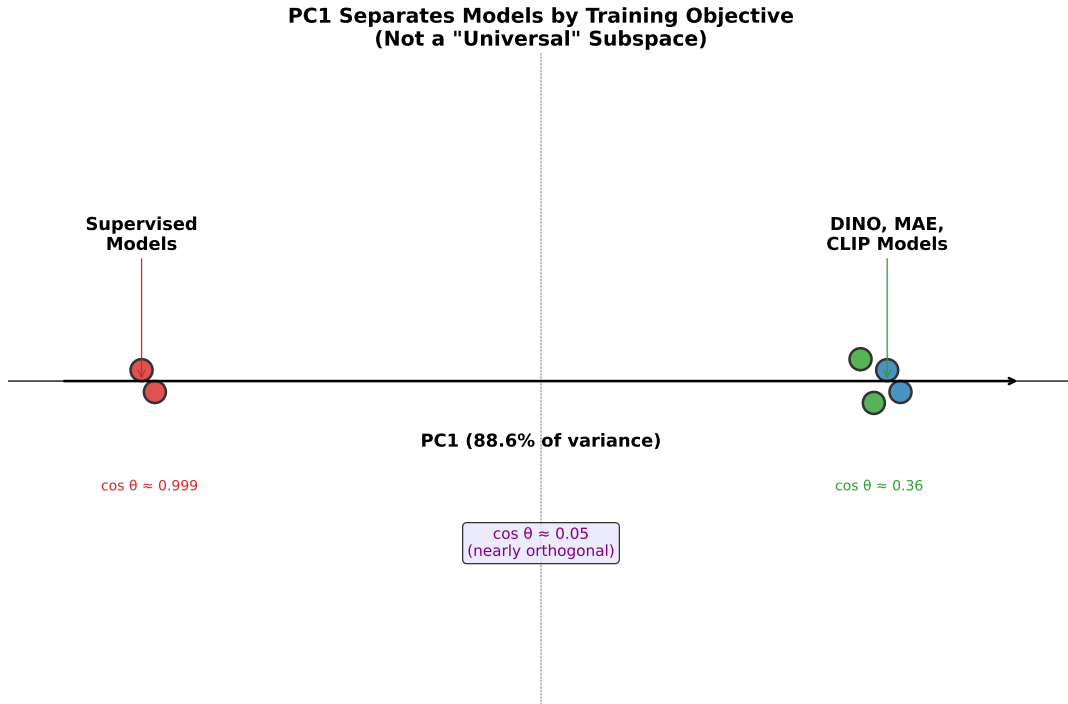 PC1 Separates Models by Training Objective
(Not a "Universal" Subspace)
Supervised
Models
DINO, MAE,
CLIP Models
PC1 (88.6% of variance)
cos θ ≈ 0.999
cos θ ≈ 0.36
cos θ ≈ 0.05
(nearly orthogonal)